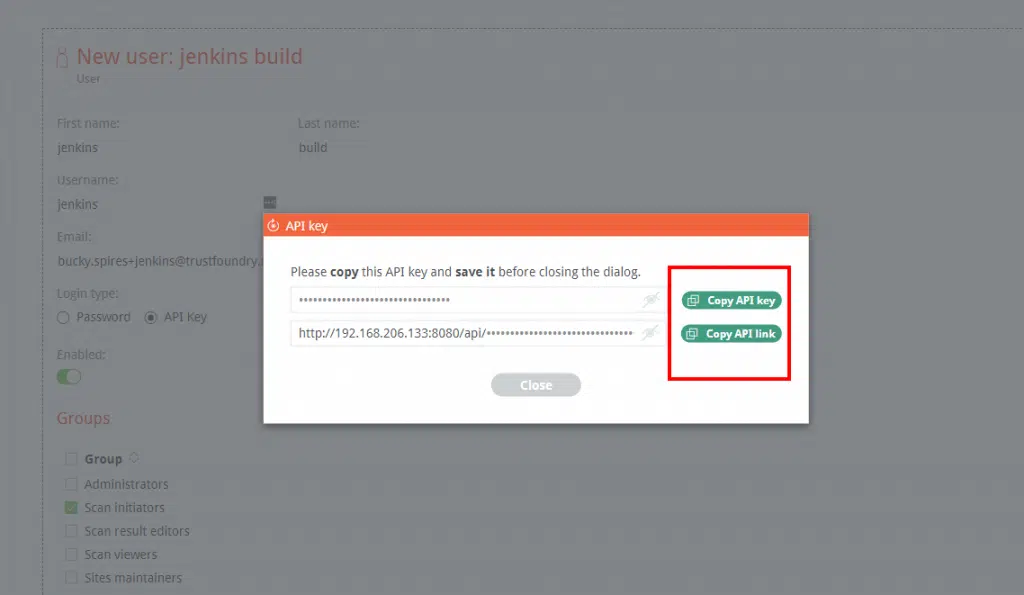 New user: jenkins build
User
First name: Last name:
jenkins build
Username:
jenkins
API key
Email:
Please copy this API key and save it before closing the dialog.
bucky.spires+jenkins@trustfoundry.
Login type:
•••••••••••••••••••••••••••••••• Copy API key
Password API Key
http://192.168.206.133:8080/api/•••••••••••••••••••••••••••••••• Copy API link
Enabled:
Close
Groups
Group
Administrators
Scan initiators
Scan result editors
Scan viewers
Sites maintainers